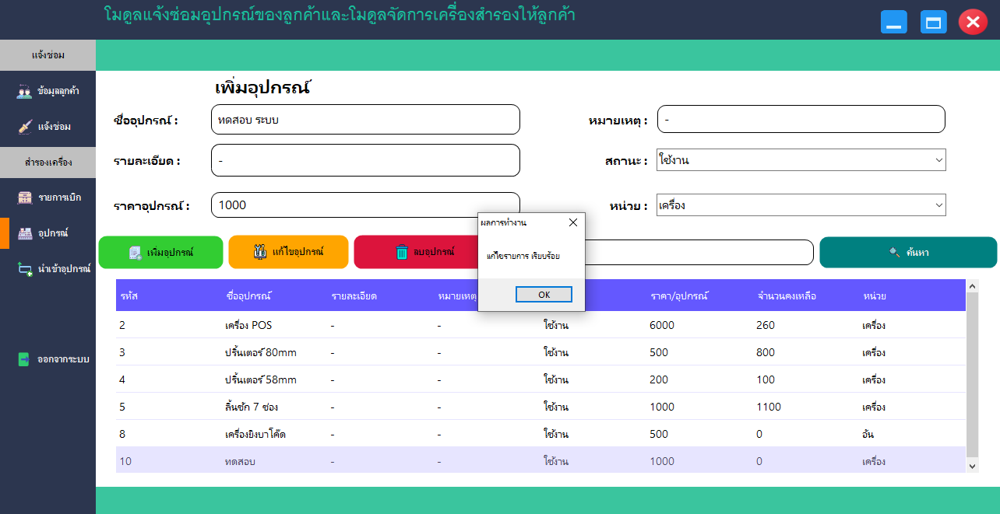 โมดูลแจ้งซ่อมอุปกรณ์ของลูกค้าและโมดูลจัดการเครื่องสำรองให้ลูกค้า
แจ้งซ่อม
ข้อมูลลูกค้า
แจ้งซ่อม
สำรองเครื่อง
รายการเบิก
อุปกรณ์
นำเข้าอุปกรณ์
ออกจากระบบ
เพิ่มอุปกรณ์
ชื่ออุปกรณ์ : ทดสอบ ระบบ หมายเหตุ : -
รายละเอียด : - สถานะ : ใช้งาน
ราคาอุปกรณ์ : 1000 หน่วย : เครื่อง
ผลการทำงาน
แก้ไขรายการ เรียบร้อย
OK
เพิ่มอุปกรณ์ แก้ไขอุปกรณ์ ลบอุปกรณ์ ค้นหา
รหัส ชื่ออุปกรณ์ รายละเอียด หมายเหตุ ราคา/อุปกรณ์ จำนวนคงเหลือ หน่วย
2 เครื่อง POS - - ใช้งาน 6000 260 เครื่อง
3 ปริ้นเตอร์ 80mm - - ใช้งาน 500 800 เครื่อง
4 ปริ้นเตอร์ 58mm - - ใช้งาน 200 100 เครื่อง
5 ลิ้นชัก 7 ช่อง - - ใช้งาน 1000 1100 เครื่อง
8 เครื่องยิงบาโค๊ด - - ใช้งาน 500 0 อัน
10 ทดสอบ - - ใช้งาน 1000 0 เครื่อง